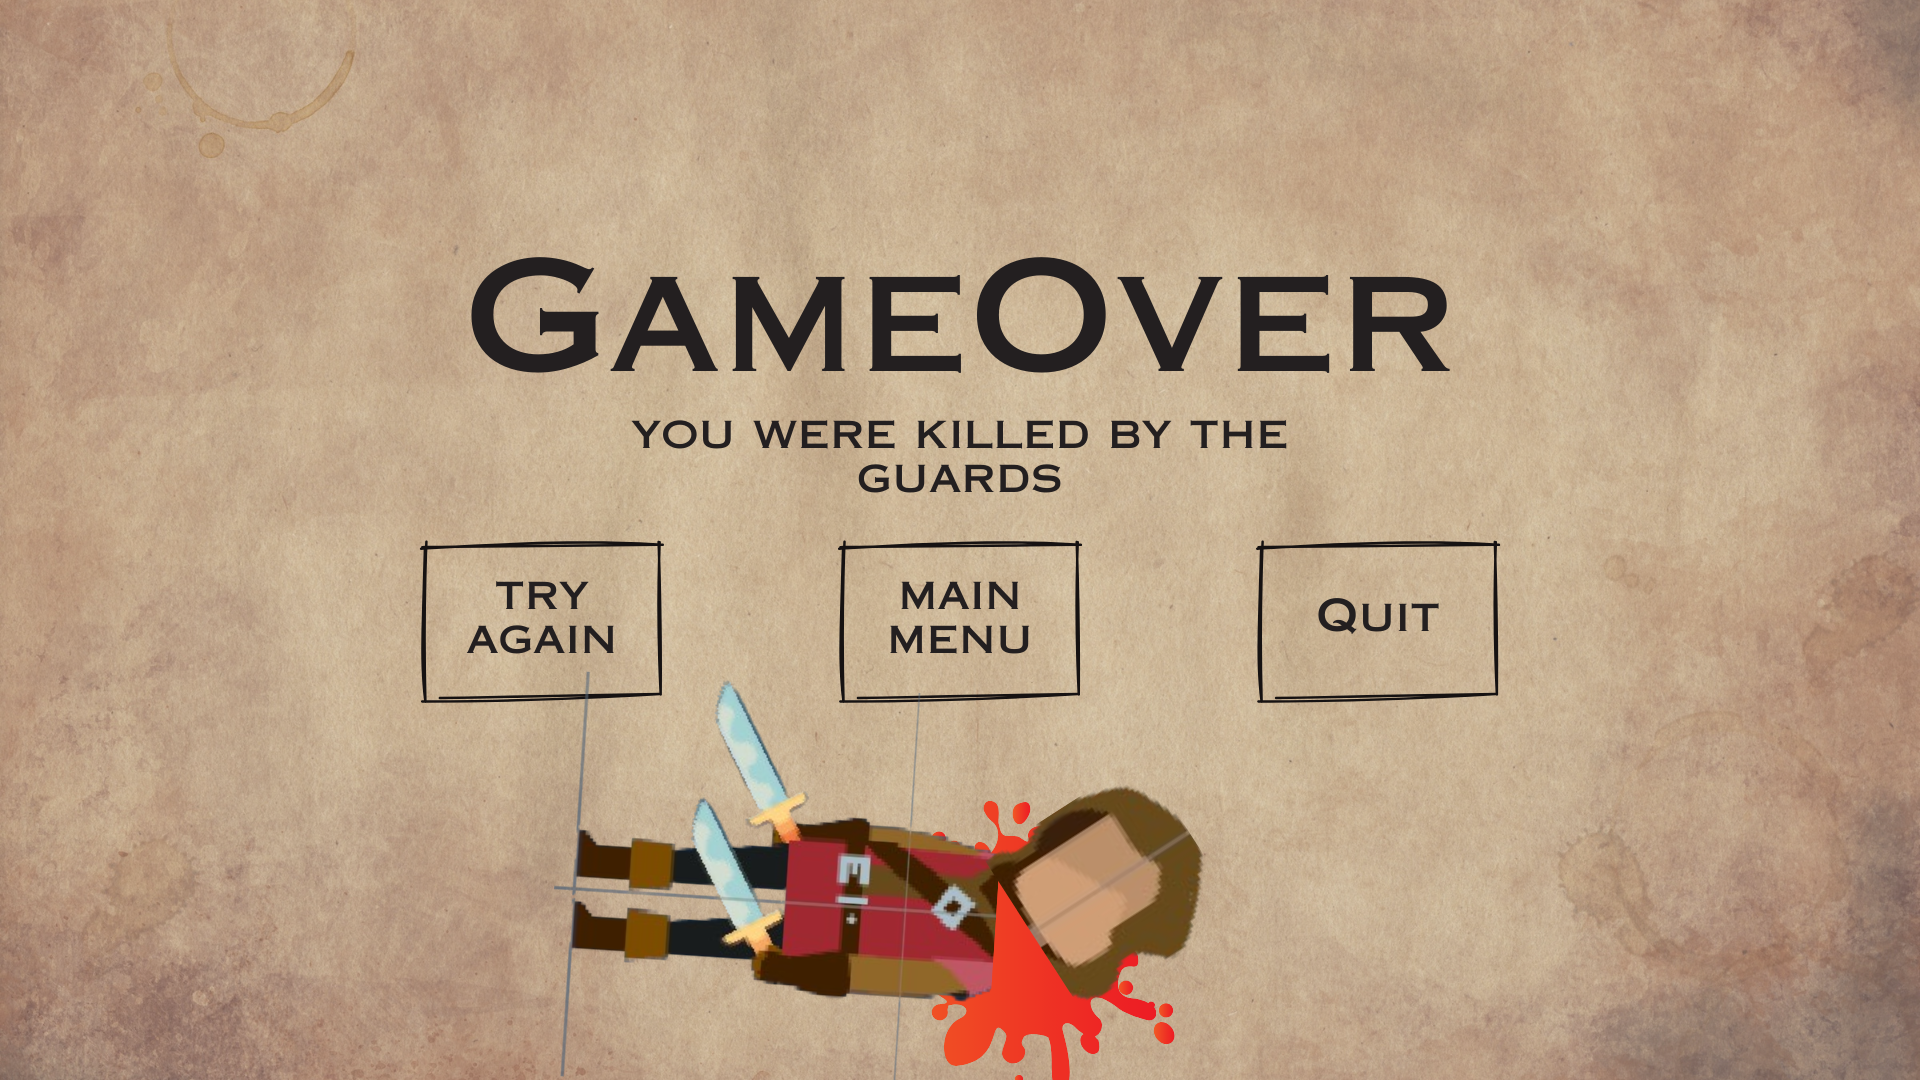 GameOver
YOU WERE KILLED BY THE
GUARDS
TRY
AGAIN
MAIN
MENU
Quit